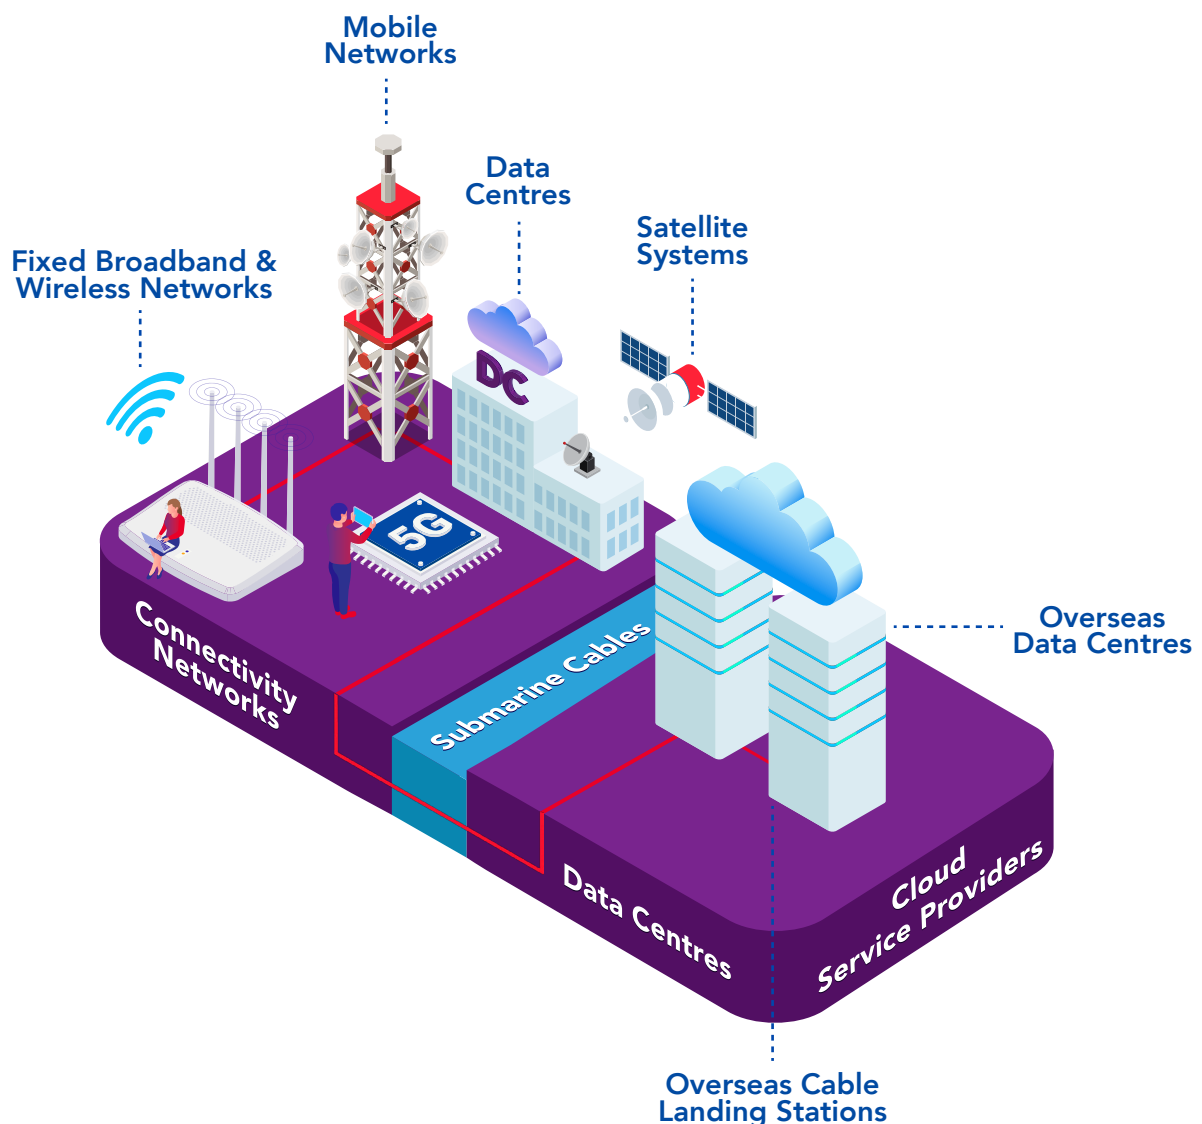 Mobile
Networks
Data
Centres
Satellite
Systems
Fixed Broadband &
Wireless Networks
DC
5G
Overseas
Data Centres
Connectivity
Networks
Submarine Cables
Data Centres
Cloud
Service Providers
Overseas Cable
Landing Stations